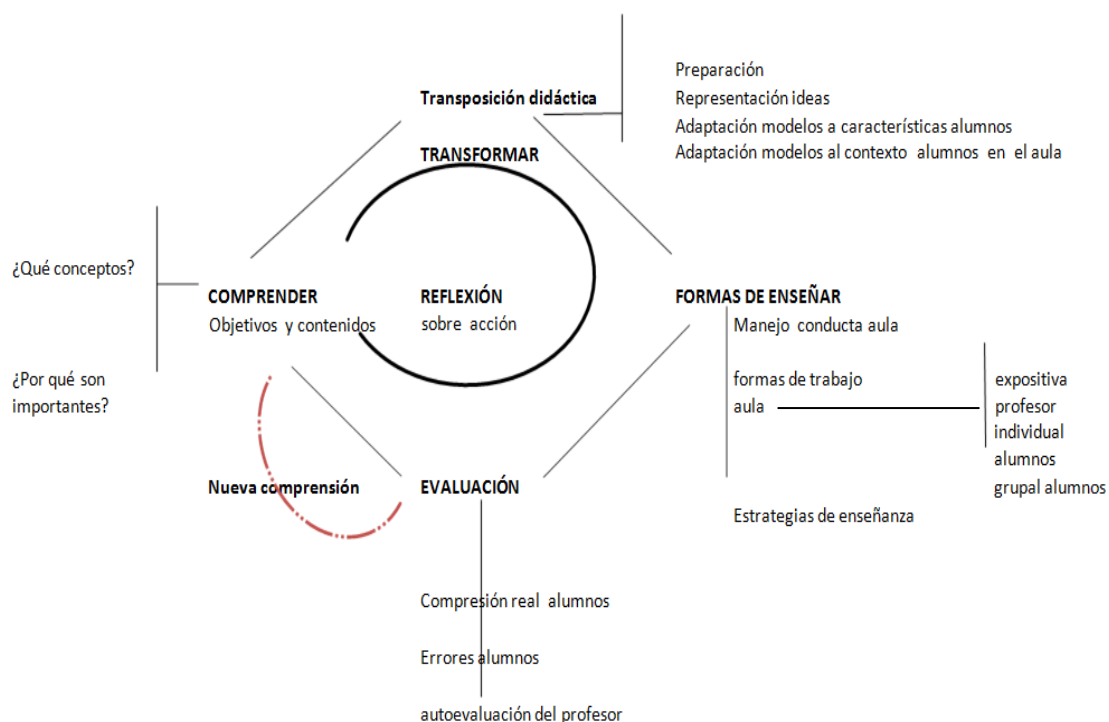 Preparación
Transposición didáctica
Representación ideas
Adaptación modelos a características alumnos
TRANSFORMAR
Adaptación modelos al contexto alumnos en el aula
¿Qué conceptos?
COMPRENDER
Objetivos y contenidos
REFLEXIÓN
sobre acción
FORMAS DE ENSEÑAR
Manejo conducta aula
¿Por qué son
importantes?
formas de trabajo
aula
expositiva
profesor
individual
alumnos
grupal alumnos
Nueva comprensión
EVALUACIÓN
Estrategias de enseñanza
Compresión real alumnos
Errores alumnos
autoevaluación del profesor